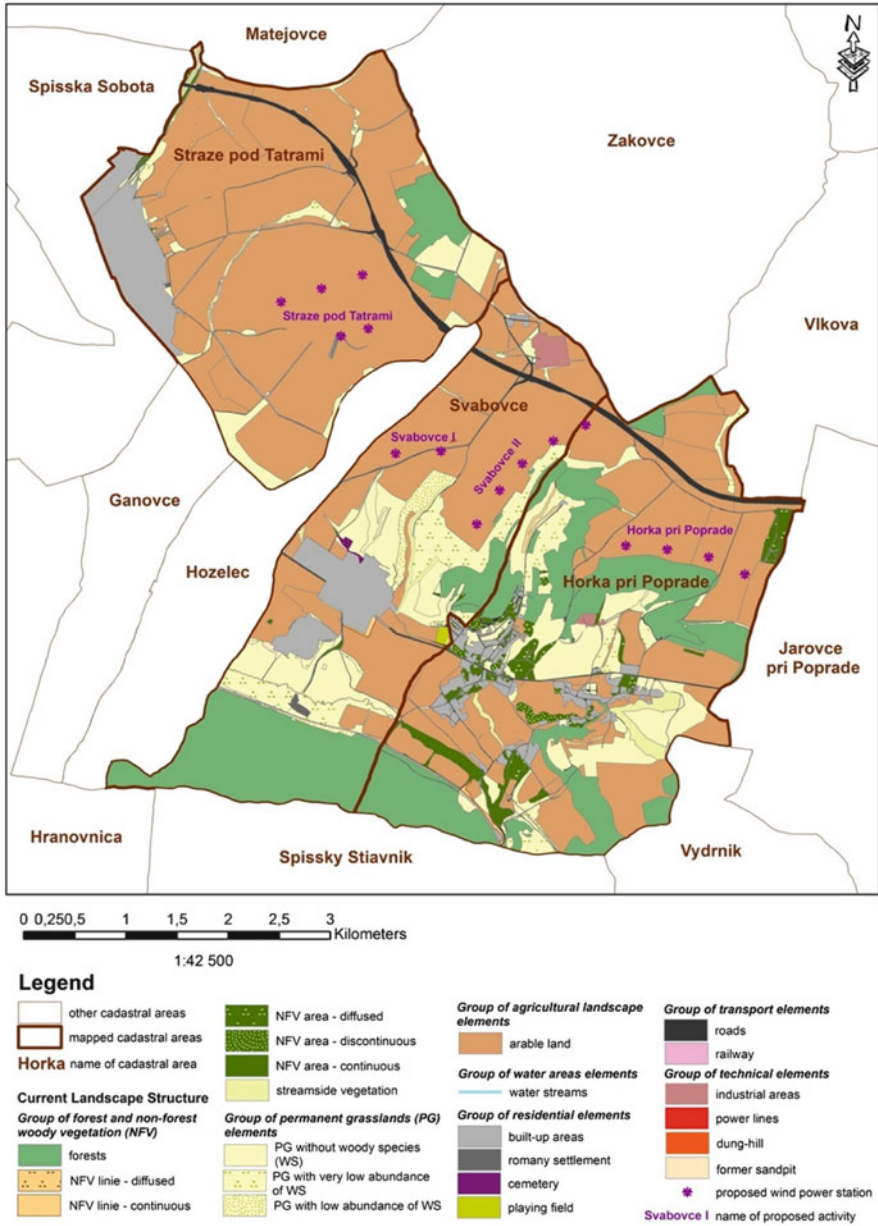 Matejovce
N
Spisska Sobota
Zakovce
Straze pod Tatrami
Straze pod Tatrami
Vlkova
Svabovce
Svabovce I
Svabovce II
Ganovce
Horka pri Poprade
Hozelec
Horka pri Poprade
Jarovce
pri Poprade
Hranovnica
Spissky Stiavnik
Vydrnik
0 0,250,5 1 1,5 2 2,5 3
Kilometers
1:42 500
Legend
other cadastral areas
mapped cadastral areas
Horka name of cadastral area
Current Landscape Structure
Group of forest and non-forest
woody vegetation (NFV)
forests
NFV linie - diffused
NFV linie - continuous
NFV area - diffused
NFV area - discontinuous
NFV area - continuous
streamside vegetation
Group of permanent grasslands (PG)
elements
PG without woody species
(WS)
PG with very low abundance
of WS
PG with low abundance of WS
Group of agricultural landscape
elements
arable land
Group of water areas elements
water streams
Group of residential elements
built-up areas
romany settlement
cemetery
playing field
Group of transport elements
roads
railway
Group of technical elements
industrial areas
power lines
dung-hill
former sandpit
proposed wind power station
Svabovce I name of proposed activity